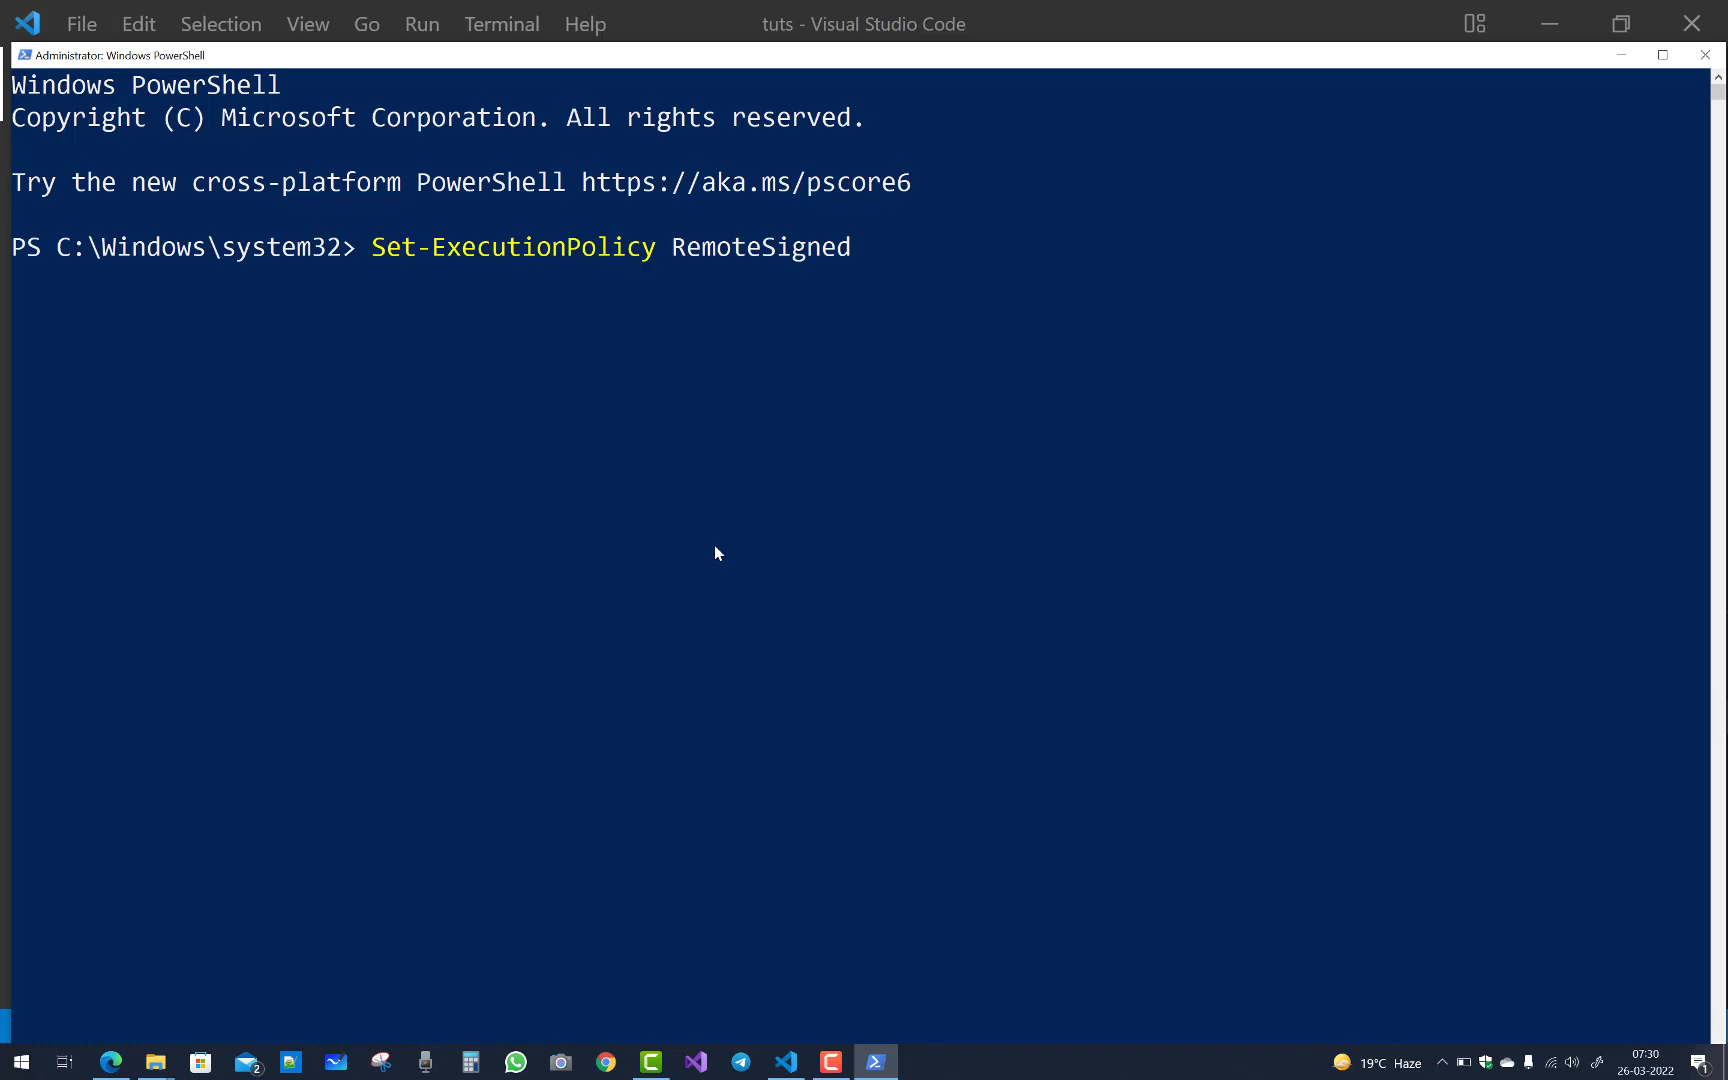 File Edit Selection View Go Run Terminal Help tuts - Visual Studio Code
Administrator: Windows PowerShell
Windows PowerShell
Copyright (C) Microsoft Corporation. All rights reserved.
Try the new cross-platform PowerShell https://aka.ms/pscore6
PS C:\Windows\system32> Set-ExecutionPolicy RemoteSigned
2
19°C Haze
07:30
26-03-2022
1